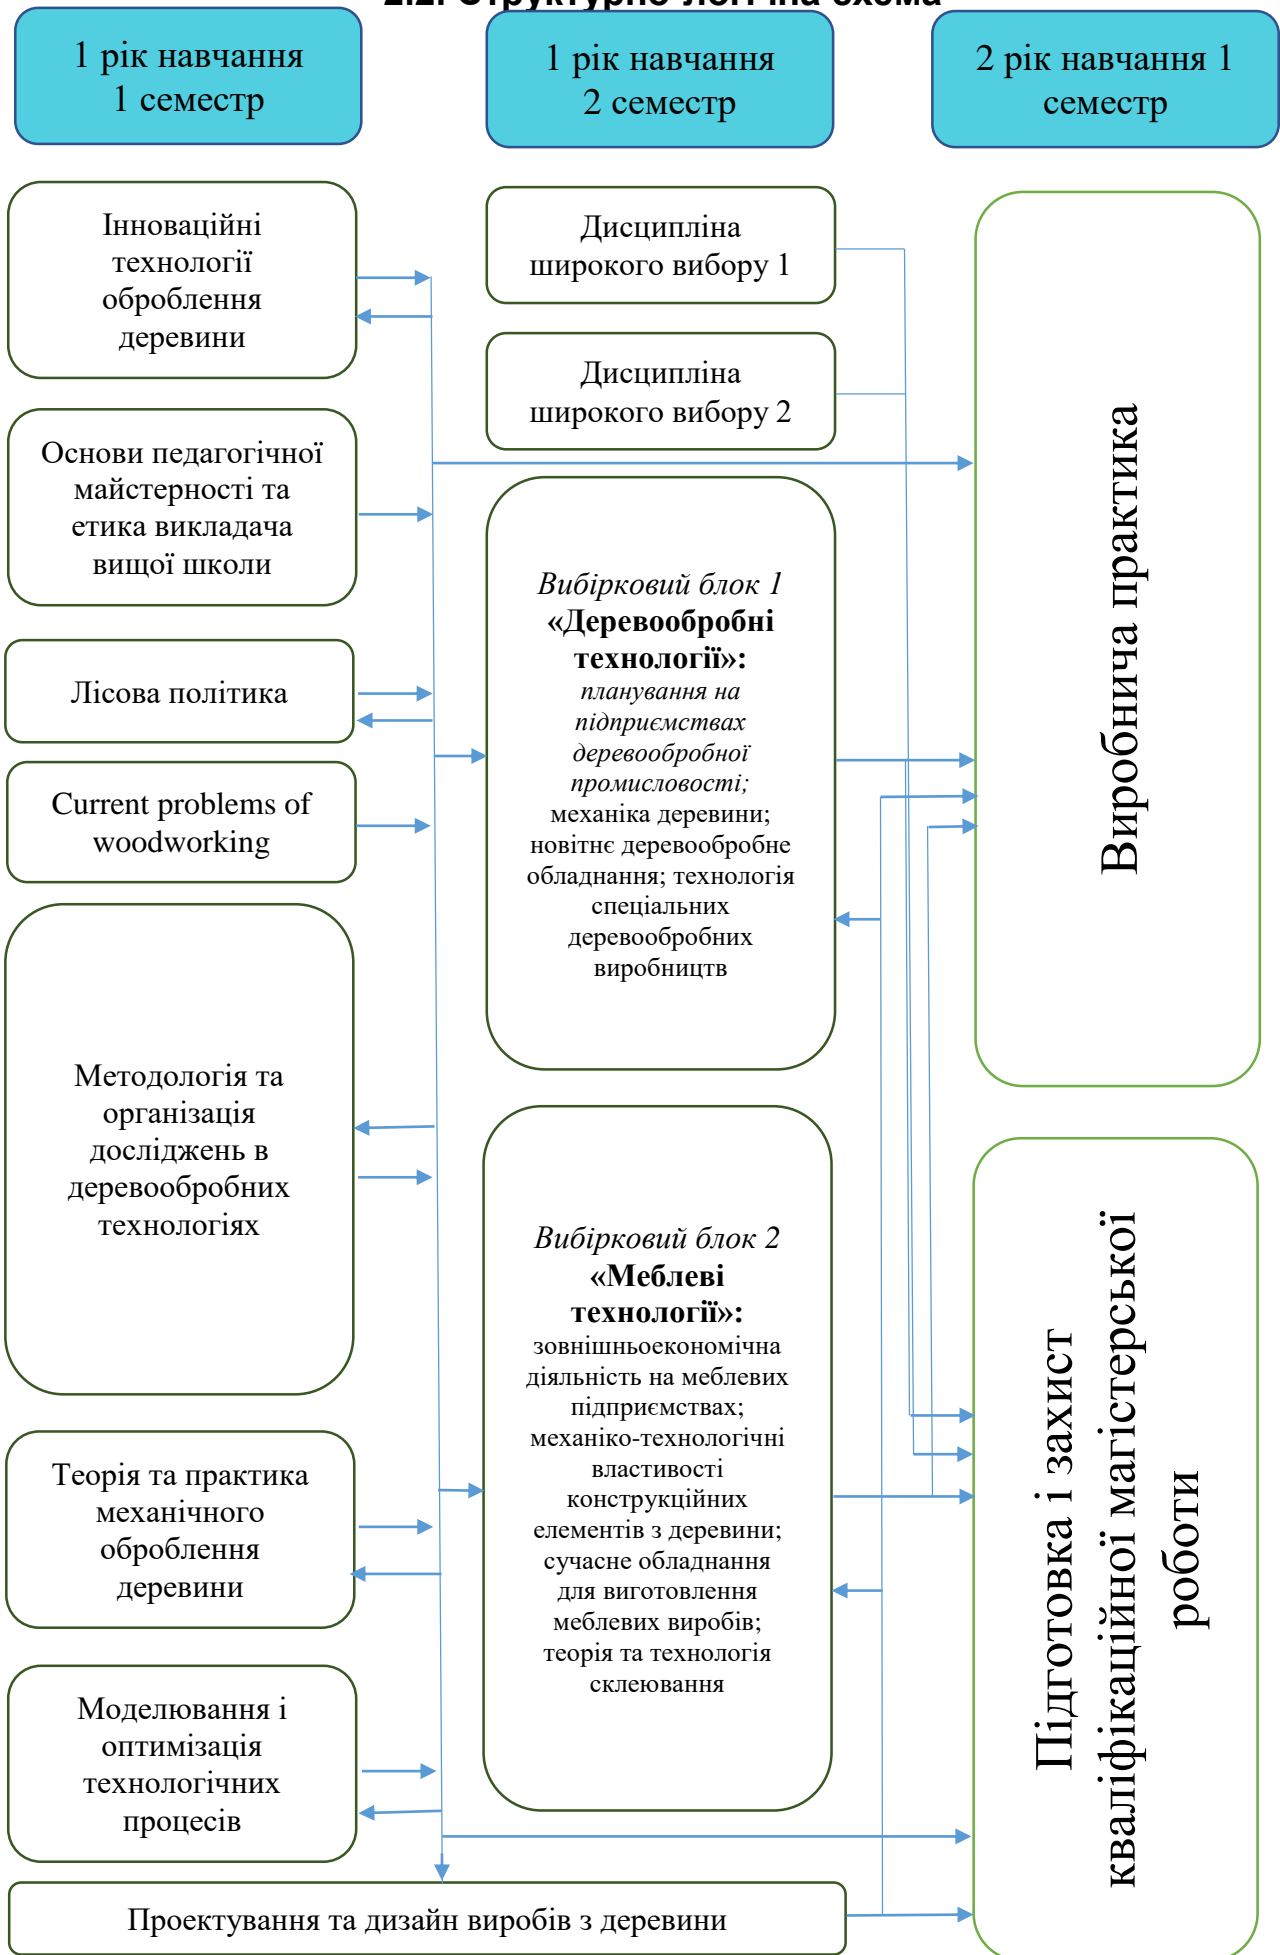 2.2. Структурно-логічна схема
1 рік навчання
1 семестр
1 рік навчання
2 семестр
2 рік навчання 1
семестр
Інноваційні
технології
оброблення
деревини
Основи педагогічної
майстерності та
етика викладача
вищої школи
Лісова політика
Current problems of
woodworking
Методологія та
організація
досліджень в
деревообробних
технологіях
Теорія та практика
механічного
оброблення
деревини
Моделювання і
оптимізація
технологічних
процесів
Проектування та дизайн виробів з деревини
Дисципліна
широкого вибору 1
Дисципліна
широкого вибору 2
Вибірковий блок 1
«Деревообробні
технології»:
планування на
підприємствах
деревообробної
промисловості;
механіка деревини;
новітнє деревообробне
обладнання; технологія
спеціальних
деревообробних
виробництв
Вибірковий блок 2
«Меблеві
технології»:
зовнішньоекономічна
діяльність на меблевих
підприємствах;
механіко-технологічні
властивості
конструкційних
елементів з деревини;
сучасне обладнання
для виготовлення
меблевих виробів;
теорія та технологія
склеювання
Виробнича практика
Підготовка і захист
кваліфікаційної магістерської
роботи